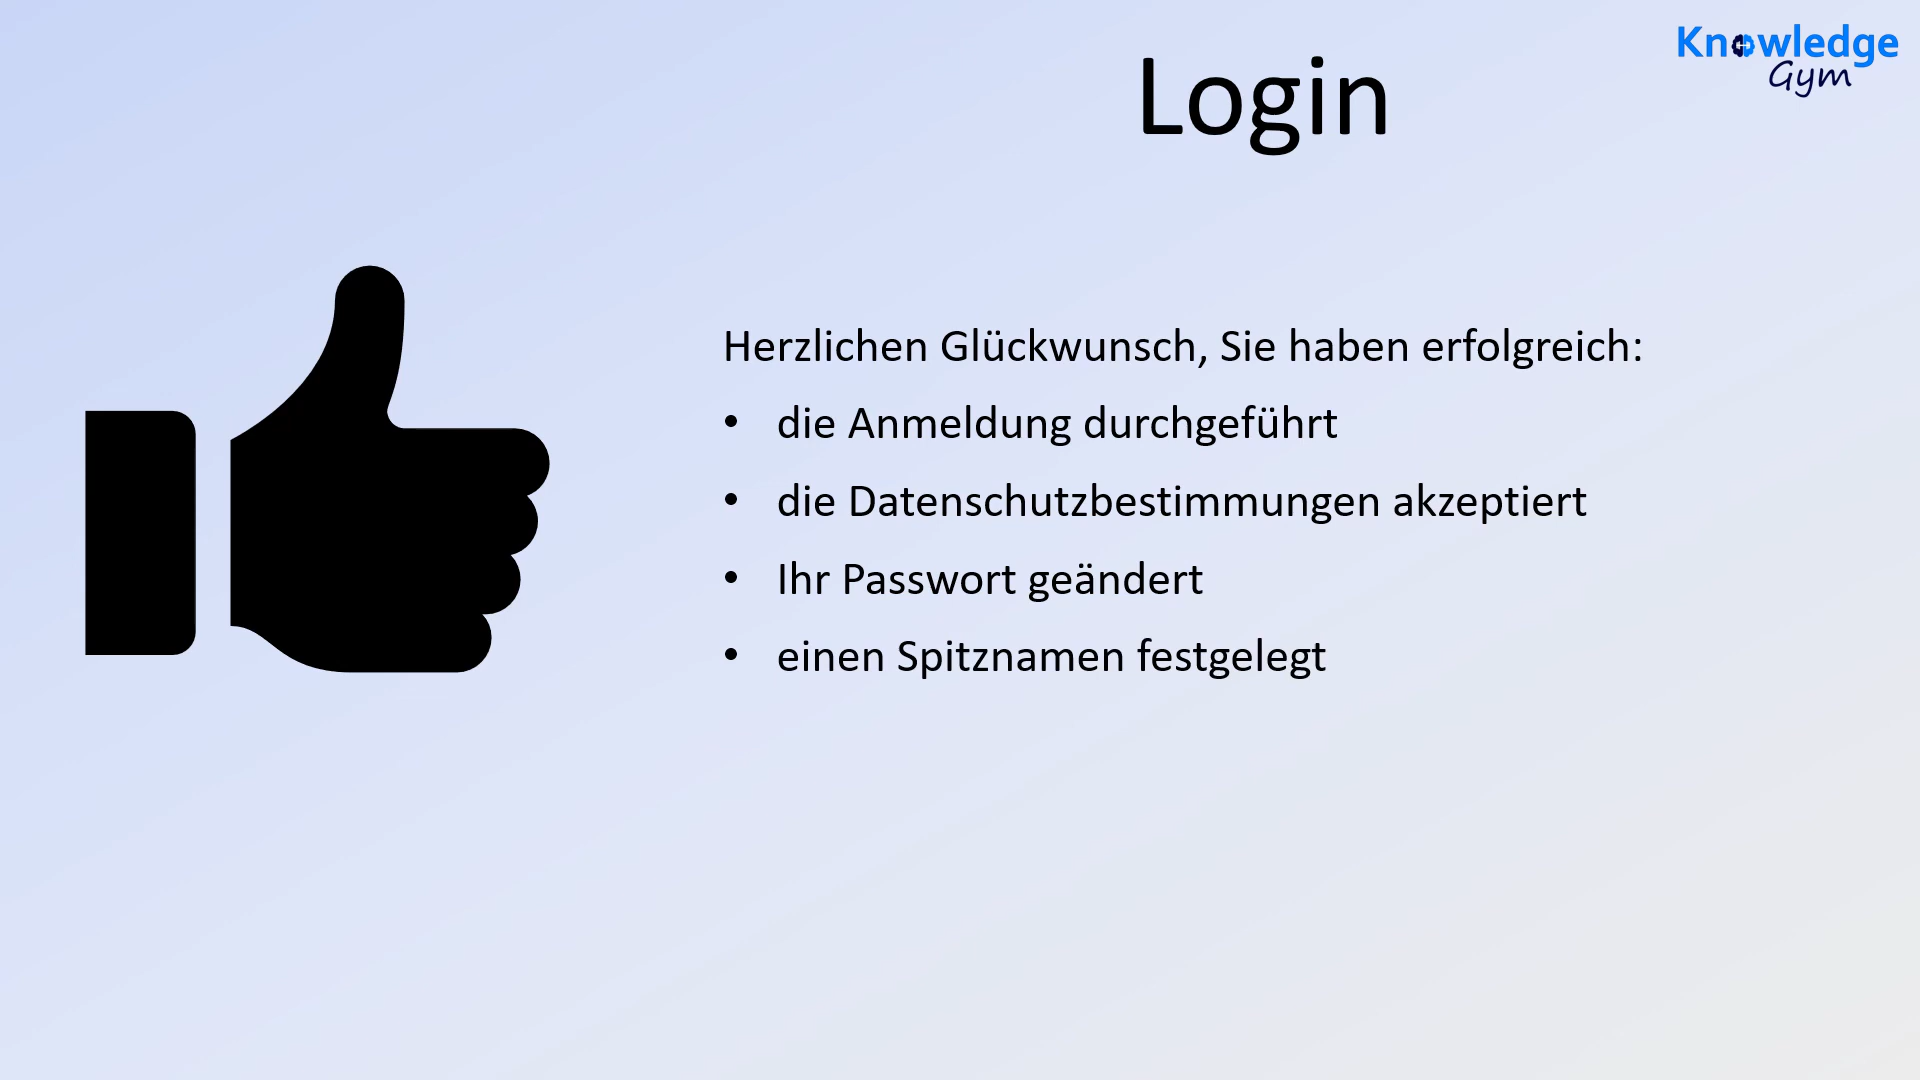 Knowledge
Gym
Login
Herzlichen Glückwunsch, Sie haben erfolgreich:
• die Anmeldung durchgeführt
• die Datenschutzbestimmungen akzeptiert
• Ihr Passwort geändert
• einen Spitznamen festgelegt